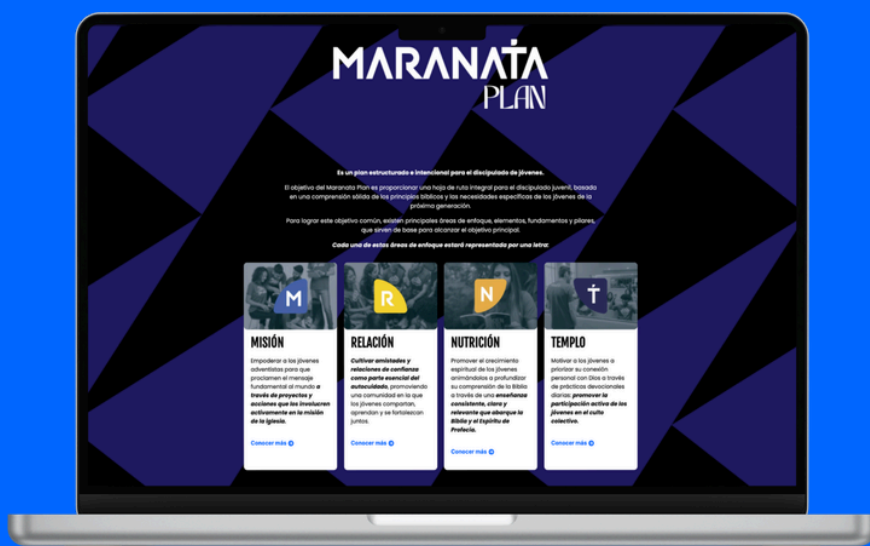 MARANATA
PLAN
Es un plan estructurado e intencional para el discipulado de jóvenes.
El objetivo del Maranata Plan es proporcionar una hoja de ruta integral para el discipulado juvenil, basada
en una comprensión sólida de los principios bíblicos y las necesidades específicas de los jóvenes de la
próxima generación.
Para lograr este objetivo común, existen principales áreas de enfoque, elementos, fundamentos y pilares,
que sirven de base para alcanzar el objetivo principal.
Cada una de estas áreas de enfoque estará representada por una letra:
M
MISIÓN
Empoderar a los jóvenes
adventistas para que
proclamen el mensaje
fundamental al mundo a
través de proyectos y
acciones que los involucren
activamente en la misión
de la iglesia.
Conocer más
R
RELACIÓN
Cultivar amistades y
relaciones de confianza
como parte esencial del
autocuidado, promoviendo
una comunidad en la que
los jóvenes compartan,
aprendan y se fortalezcan
juntos.
Conocer más
N
NUTRICIÓN
Promover el crecimiento
espiritual de los jóvenes
animándolos a profundizar
su comprensión de la Biblia
a través de una enseñanza
consistente, clara y
relevante que abarque la
Biblia y el Espíritu de
Profecía.
Conocer más
T
TEMPLO
Motivar a los jóvenes a
priorizar su conexión
personal con Dios a través
de prácticas devocionales
diarias; promover la
participación activa de los
jóvenes en el culto
colectivo.
Conocer más